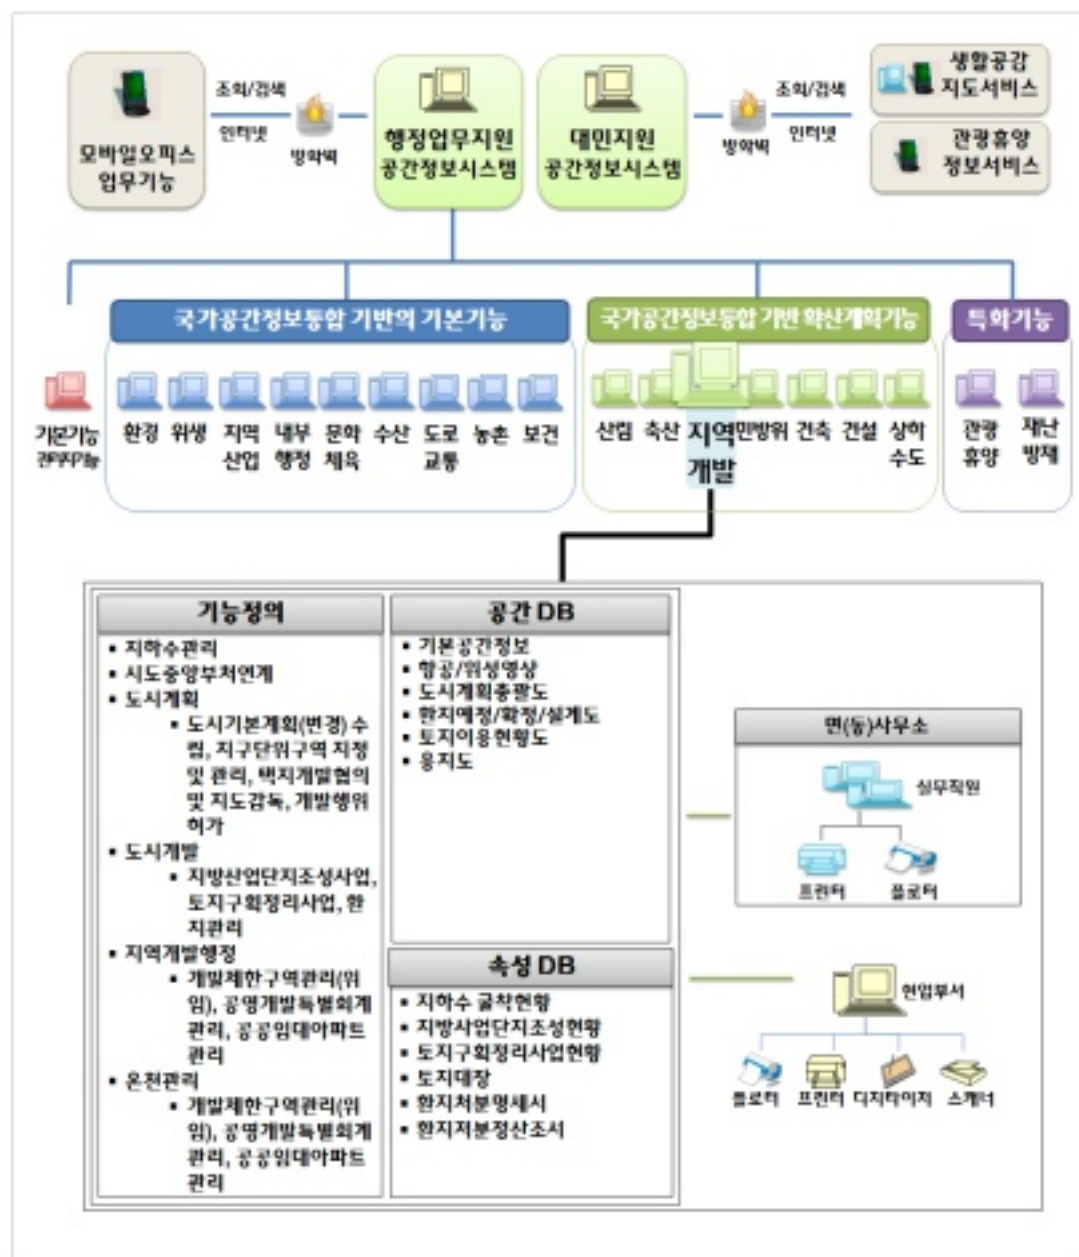 모바일오피스
업무기능
조회/검색
인터넷
방화벽
행정업무지원
공간정보시스템
대민지원
공간정보시스템
방화벽
조회/검색
인터넷
생활공감
지도서비스
관광휴양
정보서비스
국가공간정보통합 기반의 기본기능
국가공간정보통합 기반 확산계획기능
특화기능
기본기능
환경
위생
지역
산업
내부
행정
문화
체육
수산
도로
교통
농촌
보건
산림
축산
지역
개발
민방위
건축
건설
상하
수도
관광
휴양
재난
방재
기능정의
▪ 지하수관리
▪ 시도중앙부처연계
▪ 도시계획
▪ 도시기본계획(변경) 수
립, 지구단위구역 지정
및 관리, 택지개발협의
및 지도감독, 개발행위
허가
▪ 도시개발
▪ 지방산업단지조성사업,
토지구획정리사업, 환
지관리
▪ 지역개발행정
▪ 개발제한구역관리(위
임), 공영개발특별회계
관리, 공공임대아파트
관리
▪ 온천관리
▪ 개발제한구역관리(위
임), 공영개발특별회계
관리, 공공임대아파트
관리
공간 DB
▪ 기본공간정보
▪ 항공/위성영상
▪ 도시계획총괄도
▪ 환지예정/확정/설계도
▪ 토지이용현황도
▪ 용지도
속성 DB
▪ 지하수 굴착현황
▪ 지방사업단지조성현황
▪ 토지구획정리사업현황
▪ 토지대장
▪ 환지처분명세서
▪ 환지처분정산조서
면(동)사무소
실무직원
프린터
플로터
현업부서
플로터
프린터
디지타이저
스캐너